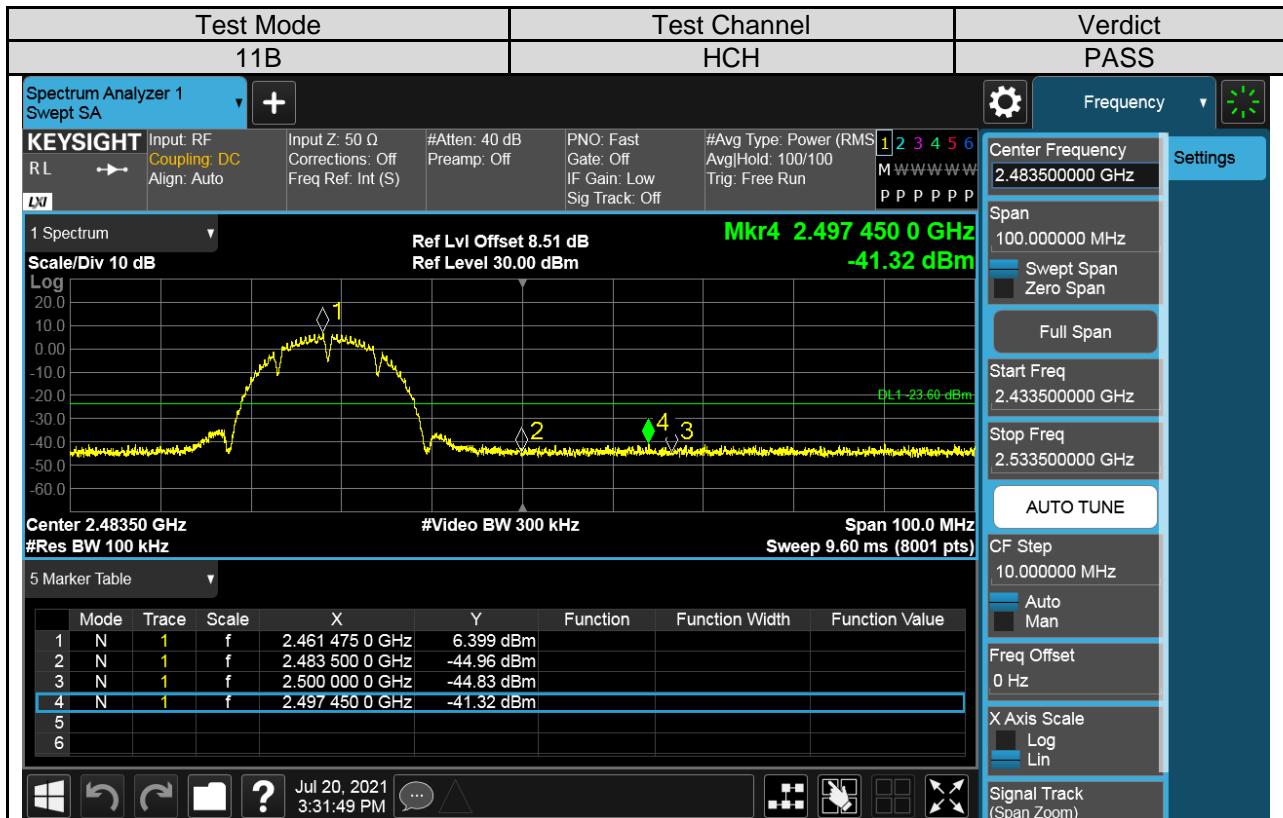 Test Mode Test Channel Verdict
11B HCH PASS
Spectrum Analyzer 1
Swept SA
+
Frequency
KEYSIGHT
RL
LXI
Input: RF
Coupling: DC
Align: Auto
Input Z: 50 Ω
Corrections: Off
Freq Ref: Int (S)
#Atten: 40 dB
Preamp: Off
PNO: Fast
Gate: Off
IF Gain: Low
Sig Track: Off
#Avg Type: Power (RMS
Avg|Hold: 100/100
Trig: Free Run
1 2 3 4 5 6
M W W W W W
P P P P P P
1 Spectrum
Scale/Div 10 dB
Ref Lvl Offset 8.51 dB
Ref Level 30.00 dBm
Mkr4 2.497 450 0 GHz
-41.32 dBm
Log
20.0
10.0
0.00
-10.0
-20.0
-30.0
-40.0
-50.0
-60.0
1
2
4
3
DL1 -23.60 dBm
Center 2.48350 GHz
#Res BW 100 kHz
#Video BW 300 kHz
Span 100.0 MHz
Sweep 9.60 ms (8001 pts)
5 Marker Table
Mode Trace Scale X Y Function Function Width Function Value
1 N 1 f 2.461 475 0 GHz 6.399 dBm
2 N 1 f 2.483 500 0 GHz -44.96 dBm
3 N 1 f 2.500 000 0 GHz -44.83 dBm
4 N 1 f 2.497 450 0 GHz -41.32 dBm
5
6
Center Frequency
2.483500000 GHz
Settings
Span
100.000000 MHz
Swept Span
Zero Span
Full Span
Start Freq
2.433500000 GHz
Stop Freq
2.533500000 GHz
AUTO TUNE
CF Step
10.000000 MHz
Auto
Man
Freq Offset
0 Hz
X Axis Scale
Log
Lin
Signal Track
(Span Zoom)
?
Jul 20, 2021
3:31:49 PM